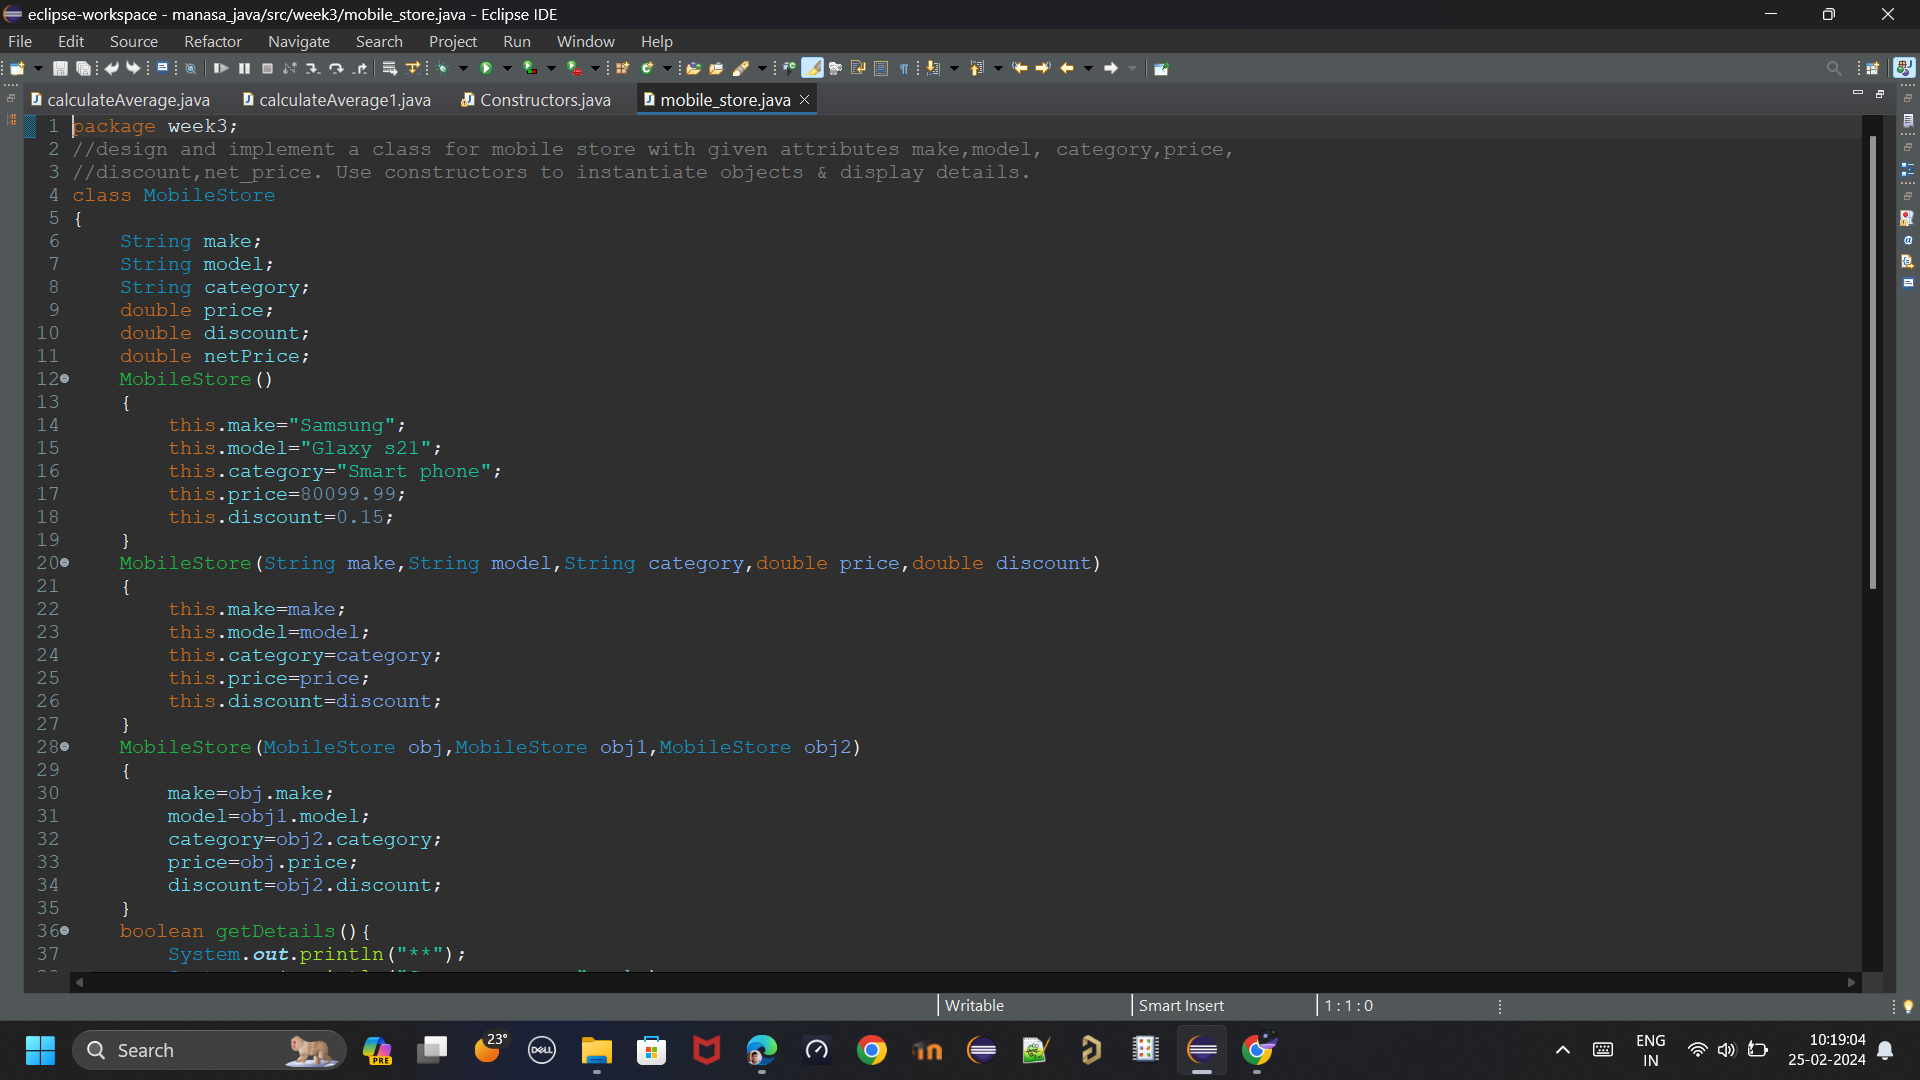 eclipse-workspace - manasa_java/src/week3/mobile_store.java - Eclipse IDE
File Edit Source Refactor Navigate Search Project Run Window Help
calculateAverage.java calculateAverage1.java Constructors.java mobile_store.java
1 package week3;
2 //design and implement a class for mobile store with given attributes make,model, category,price,
3 //discount,net_price. Use constructors to instantiate objects & display details.
4 class MobileStore
5 {
6 String make;
7 String model;
8 String category;
9 double price;
10 double discount;
11 double netPrice;
12 MobileStore()
13 {
14 this.make="Samsung";
15 this.model="Glaxy s21";
16 this.category="Smart phone";
17 this.price=80099.99;
18 this.discount=0.15;
19 }
20 MobileStore(String make,String model,String category,double price,double discount)
21 {
22 this.make=make;
23 this.model=model;
24 this.category=category;
25 this.price=price;
26 this.discount=discount;
27 }
28 MobileStore(MobileStore obj,MobileStore obj1,MobileStore obj2)
29 {
30 make=obj.make;
31 model=obj1.model;
32 category=obj2.category;
33 price=obj.price;
34 discount=obj2.discount;
35 }
36 boolean getDetails(){
37 System.out.println("**");
Writable Smart Insert 1 : 1 : 0
Search PRE 23° DELL ENG 10:19:04
IN 25-02-2024